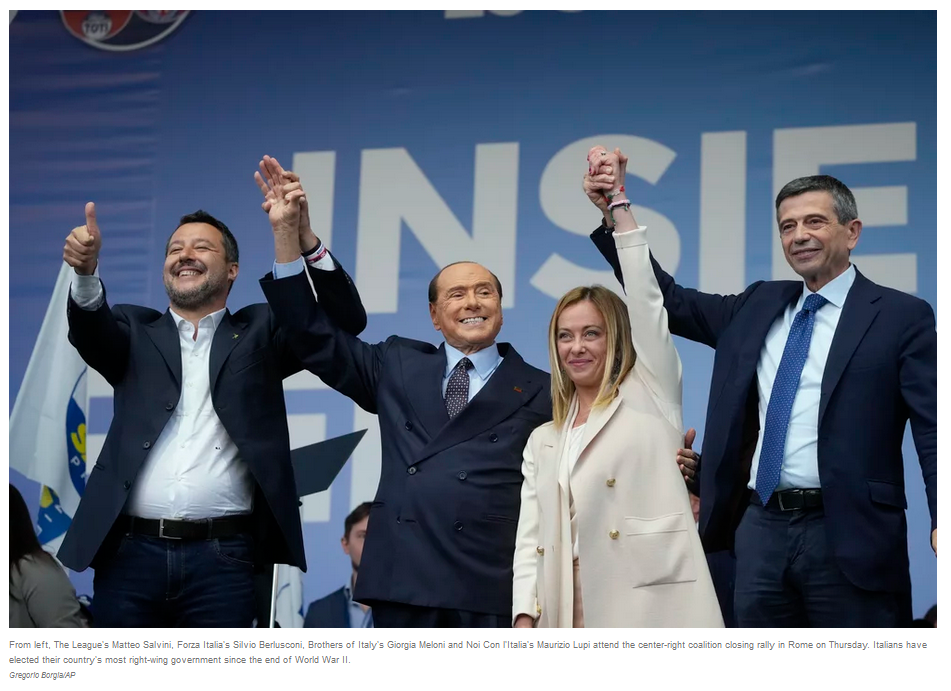 TOTI
INSIE
From left, The League's Matteo Salvini, Forza Italia's Silvio Berlusconi, Brothers of Italy's Giorgia Meloni and Noi Con l'Italia's Maurizio Lupi attend the center-right coalition closing rally in Rome on Thursday. Italians have
elected their country's most right-wing government since the end of World War II.
Gregorio Borgia/AP